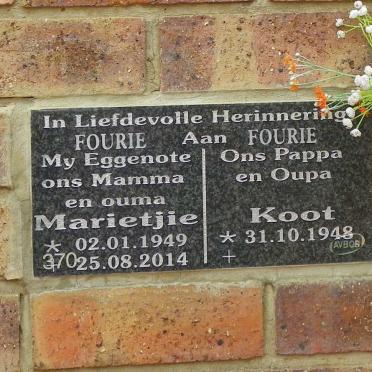 In Liefdevolle Herinnering
FOURIE Aan FOURIE
My Eggenote
ons Mamma
en ouma
Marietjie
* 02.01.1949
370
+ 25.08.2014
Ons Pappa
en Oupa
Koot
* 31.10.1948
+
AVBOB